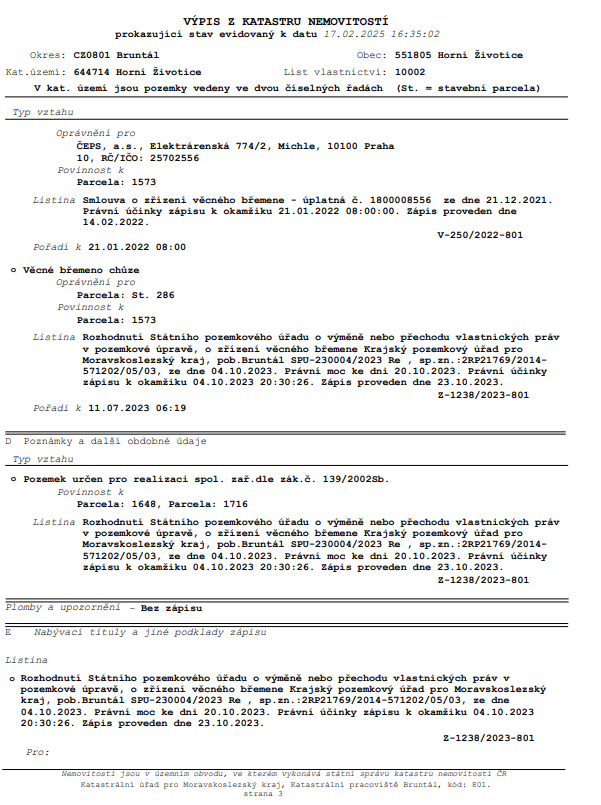 VÝPIS Z KATASTRU NEMOVITOSTÍ
prokazující stav evidovaný k datu 17.02.2025 16:35:02
Okres: CZ0801 Bruntál Obec: 551805 Horní Životice
Kat.území: 644714 Horní Životice List vlastnictví: 10002
V kat. území jsou pozemky vedeny ve dvou číselných řadách (St. = stavební parcela)
Typ vztahu
Oprávnění pro
ČEPS, a.s., Elektrárenská 774/2, Michle, 10100 Praha
10, RČ/IČO: 25702556
Povinnost k
Parcela: 1573
Listina Smlouva o zřízení věcného břemene - úplatná č. 1800008556 ze dne 21.12.2021.
Právní účinky zápisu k okamžiku 21.01.2022 08:00:00. Zápis proveden dne
14.02.2022.
V-250/2022-801
Pořadí k 21.01.2022 08:00
o Věcné břemeno chůze
Oprávnění pro
Parcela: St. 286
Povinnost k
Parcela: 1573
Listina Rozhodnutí Státního pozemkového úřadu o výměně nebo přechodu vlastnických práv
v pozemkové úpravě, o zřízení věcného břemene Krajský pozemkový úřad pro
Moravskoslezský kraj, pob.Bruntál SPU-230004/2023 Re , sp.zn.:2RP21769/2014-
571202/05/03, ze dne 04.10.2023. Právní moc ke dni 20.10.2023. Právní účinky
zápisu k okamžiku 04.10.2023 20:30:26. Zápis proveden dne 23.10.2023.
Z-1238/2023-801
Pořadí k 11.07.2023 06:19
D Poznámky a další obdobné údaje
Typ vztahu
o Pozemek určen pro realizaci spol. zař.dle zák.č. 139/2002Sb.
Povinnost k
Parcela: 1648, Parcela: 1716
Listina Rozhodnutí Státního pozemkového úřadu o výměně nebo přechodu vlastnických práv
v pozemkové úpravě, o zřízení věcného břemene Krajský pozemkový úřad pro
Moravskoslezský kraj, pob.Bruntál SPU-230004/2023 Re , sp.zn.:2RP21769/2014-
571202/05/03, ze dne 04.10.2023. Právní moc ke dni 20.10.2023. Právní účinky
zápisu k okamžiku 04.10.2023 20:30:26. Zápis proveden dne 23.10.2023.
Z-1238/2023-801
Plomby a upozornění - Bez zápisu
E Nabývací tituly a jiné podklady zápisu
Listina
o Rozhodnutí Státního pozemkového úřadu o výměně nebo přechodu vlastnických práv v
pozemkové úpravě, o zřízení věcného břemene Krajský pozemkový úřad pro Moravskoslezský
kraj, pob.Bruntál SPU-230004/2023 Re , sp.zn.:2RP21769/2014-571202/05/03, ze dne
04.10.2023. Právní moc ke dni 20.10.2023. Právní účinky zápisu k okamžiku 04.10.2023
20:30:26. Zápis proveden dne 23.10.2023.
Z-1238/2023-801
Pro:
Nemovitosti jsou v územním obvodu, ve kterém vykonává státní správu katastru nemovitostí ČR
Katastrální úřad pro Moravskoslezský kraj, Katastrální pracoviště Bruntál, kód: 801.
strana 3